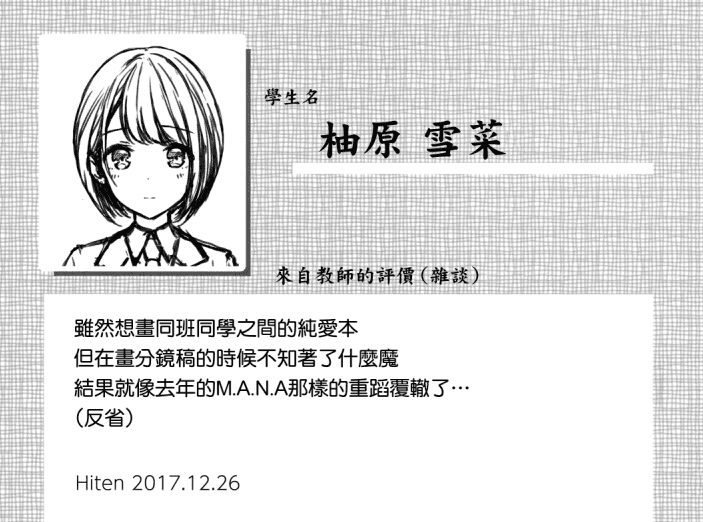 學生名
柚原 雪菜
來自教師的評價(雜談)
雖然想畫同班同學之間的純愛本
但在畫分鏡稿的時候不知著了什麼魔
結果就像去年的M.A.N.A那樣的重蹈覆轍了…
(反省)
Hiten 2017.12.26